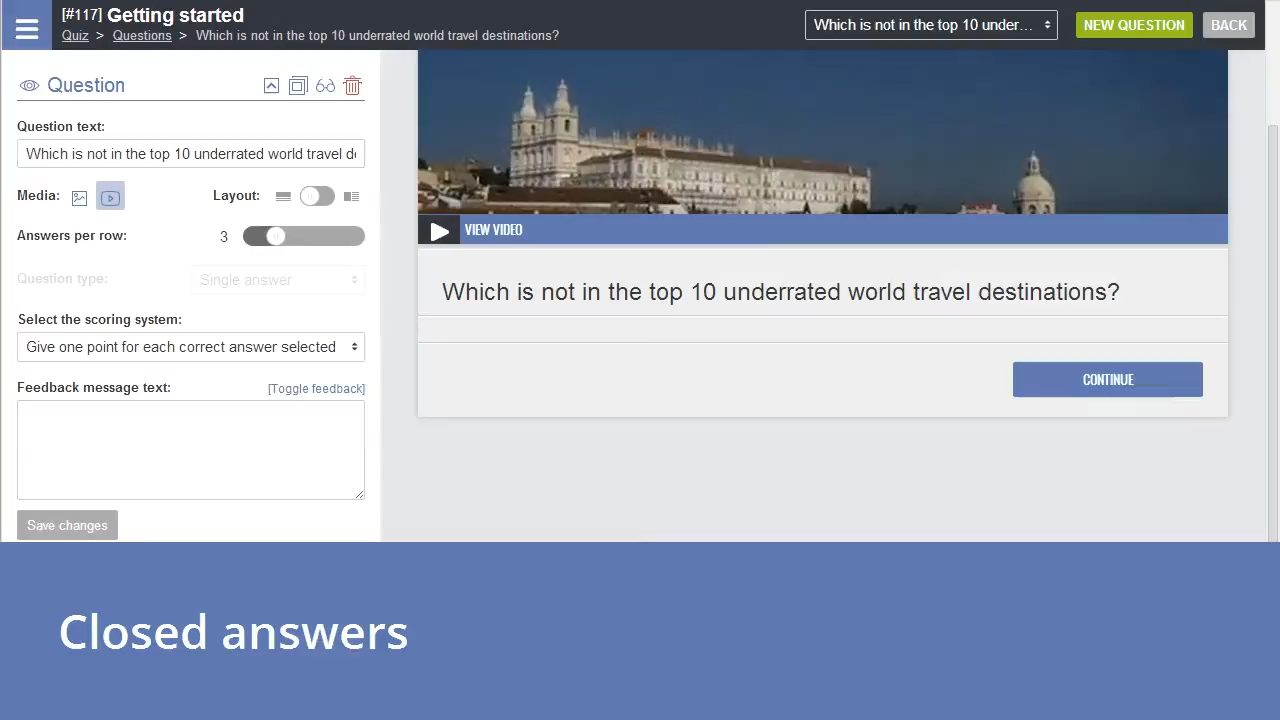 [#117] Getting started
Quiz > Questions > Which is not in the top 10 underrated world travel destinations?
Which is not in the top 10 under...
NEW QUESTION
BACK
Question
Question text:
Which is not in the top 10 underrated world travel de
Media:
Layout:
Answers per row:
3
Question type:
Single answer
Select the scoring system:
Give one point for each correct answer selected
Feedback message text:
[Toggle feedback]
Save changes
VIEW VIDEO
Which is not in the top 10 underrated world travel destinations?
CONTINUE
Closed answers